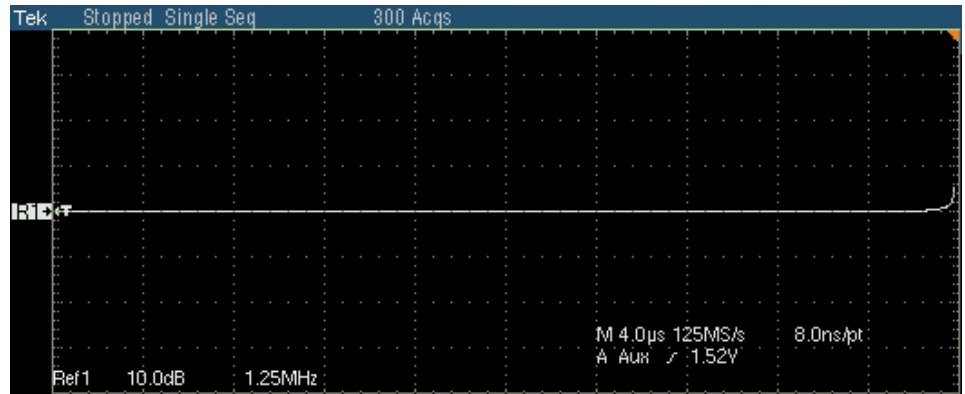 Tek Stopped Single Seq 300 Acqs
R1
M 4.0µs 125MS/s 8.0ns/pt
A Aux 1.52V
Ref1 10.0dB 1.25MHz